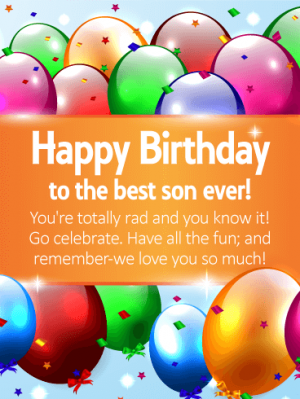 Happy Birthday
to the best son ever!
You're totally rad and you know it!
Go celebrate. Have all the fun; and
remember-we love you so much!